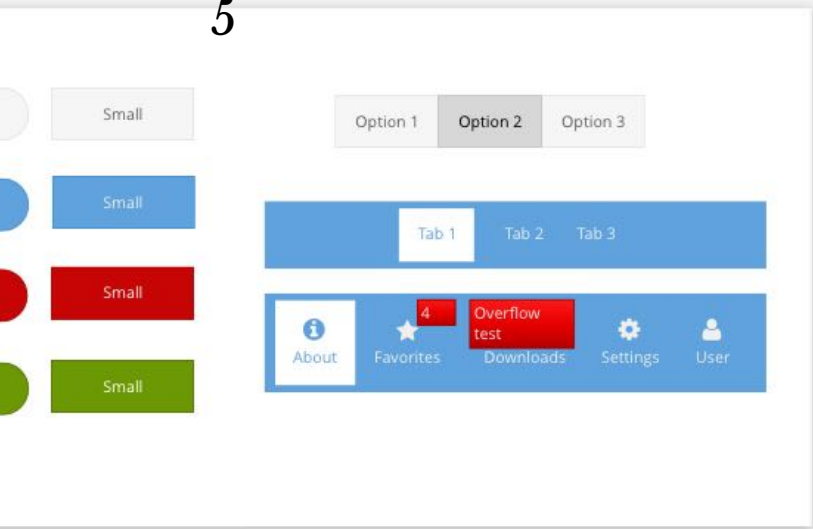 5
Small
Option 1 Option 2 Option 3
Small
Tab 1 Tab 2 Tab 3
Small
4
Overflow
test
About Favorites Downloads Settings User
Small